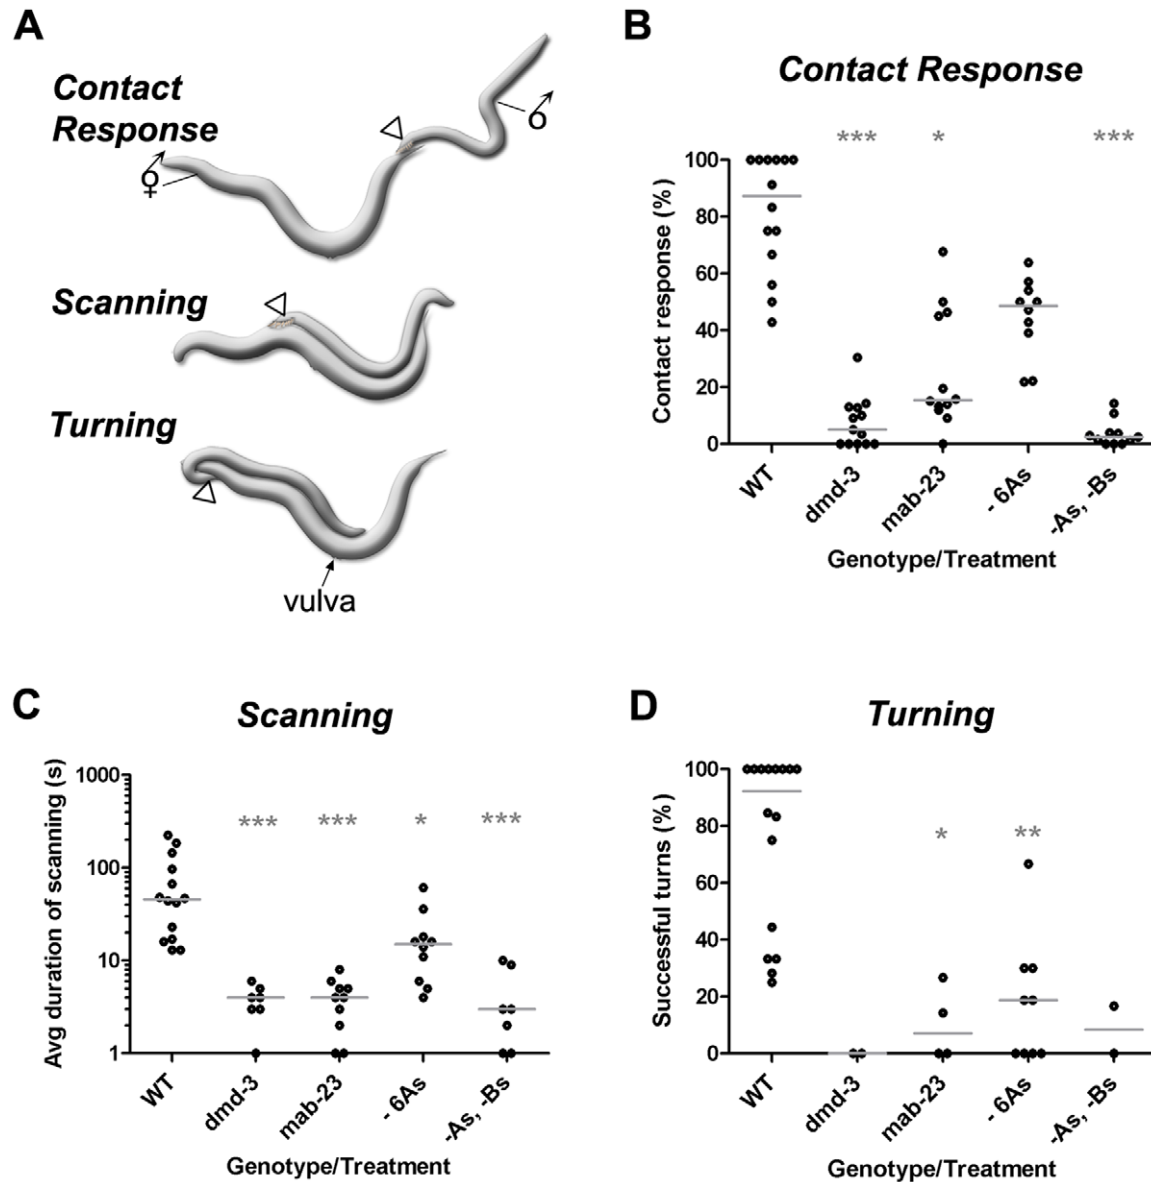 A
Contact
Response
♂
⚥
Scanning
Turning
vulva
B
Contact Response
*** * ***
Contact response (%)
100
80
60
40
20
0
WT dmd-3 mab-23 - 6As -As, -Bs
Genotype/Treatment
C
Scanning
*** *** * ***
Avg duration of scanning (s)
1000
100
10
1
WT dmd-3 mab-23 - 6As -As, -Bs
Genotype/Treatment
D
Turning
* **
Successful turns (%)
100
80
60
40
20
0
WT dmd-3 mab-23 - 6As -As, -Bs
Genotype/Treatment